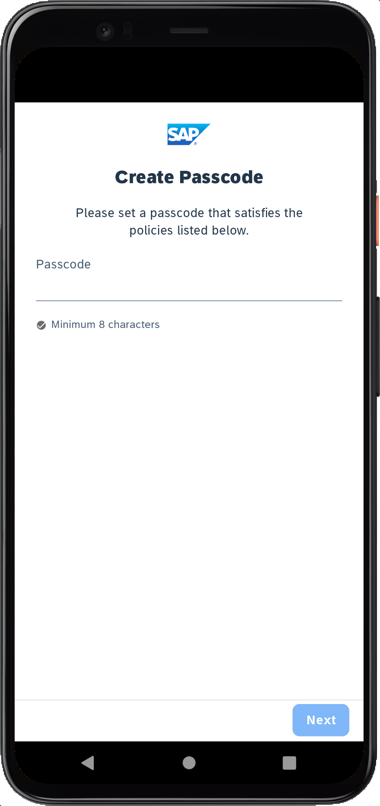 SAP
Create Passcode
Please set a passcode that satisfies the
policies listed below.
Passcode
Minimum 8 characters
Next